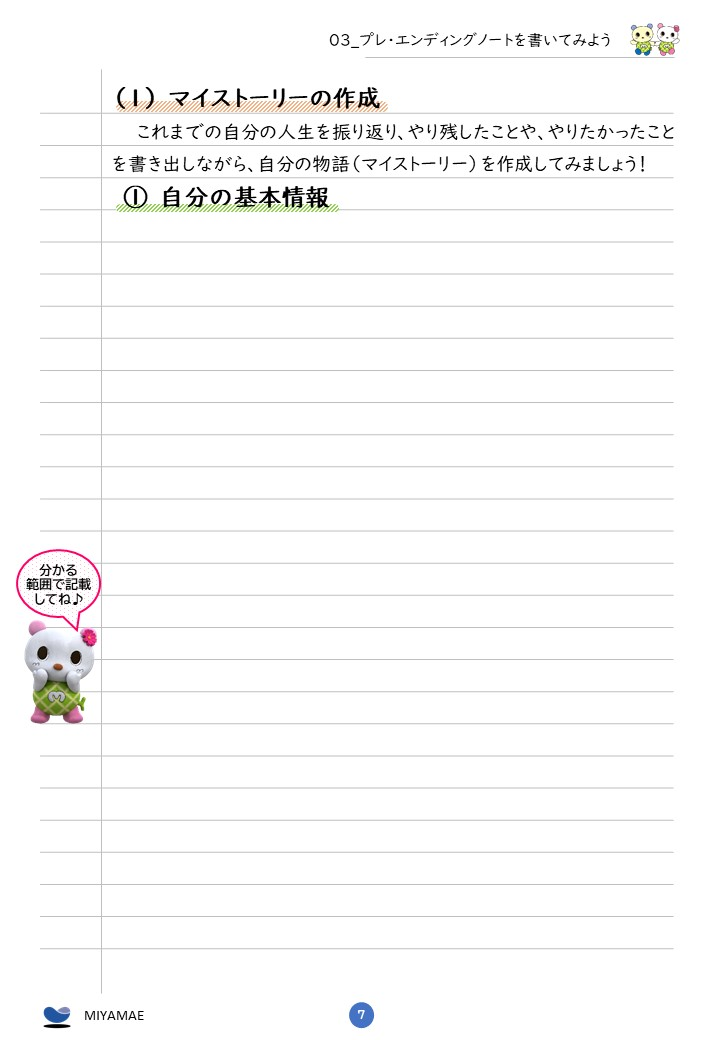 03_プレ・エンディングノートを書いてみよう
（１） マイストーリーの作成
これまでの自分の人生を振り返り、やり残したことや、やりたかったこと
を書き出しながら、自分の物語（マイストーリー）を作成してみましょう！
① 自分の基本情報
分かる
範囲で記載
してね♪
M
MIYAMAE
7